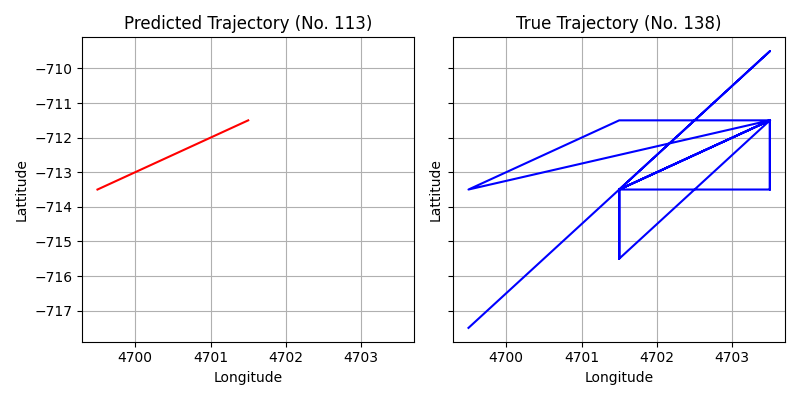 Predicted Trajectory (No. 113)
True Trajectory (No. 138)
Lattitude
−710
−711
−712
−713
−714
−715
−716
−717
4700 4701 4702 4703
Longitude
Lattitude
4700 4701 4702 4703
Longitude